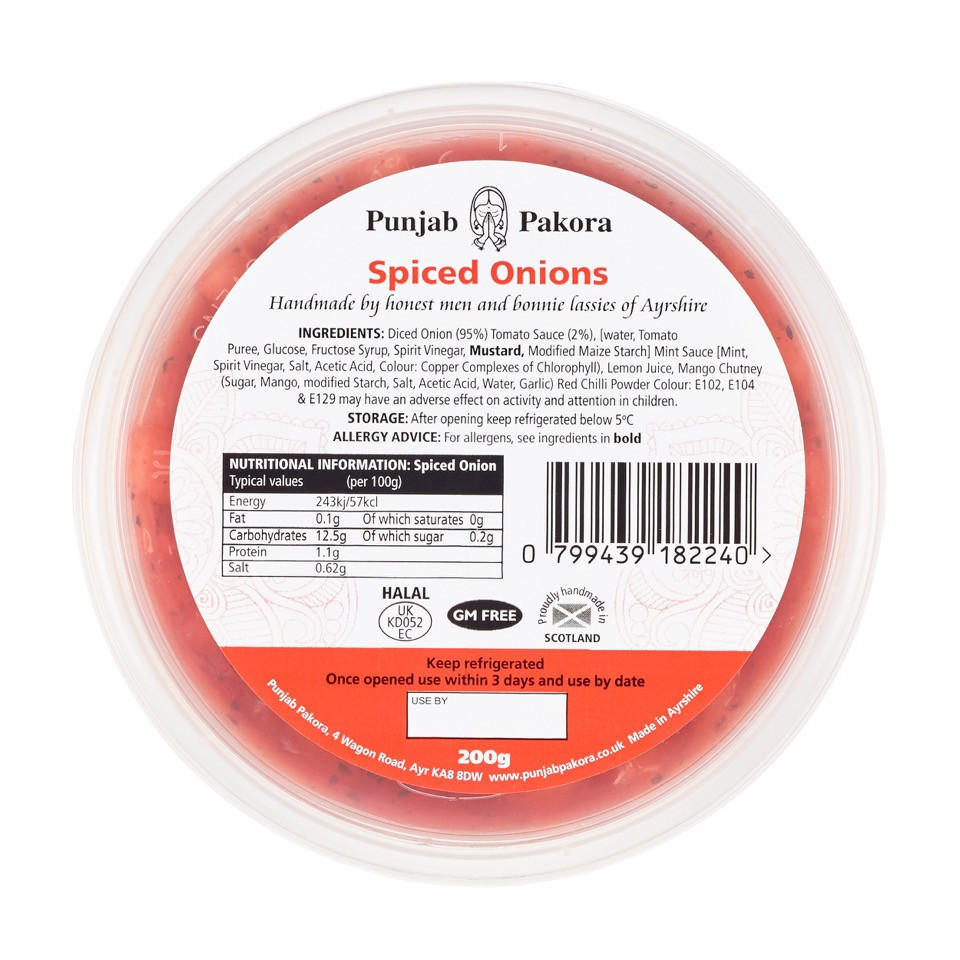 Punjab Pakora
Spiced Onions
Handmade by honest men and bonnie lassies of Ayrshire
INGREDIENTS: Diced Onion (95%) Tomato Sauce (2%), [water, Tomato
Puree, Glucose, Fructose Syrup, Spirit Vinegar, Mustard, Modified Maize Starch] Mint Sauce [Mint,
Spirit Vinegar, Salt, Acetic Acid, Colour: Copper Complexes of Chlorophyll), Lemon Juice, Mango Chutney
(Sugar, Mango, modified Starch, Salt, Acetic Acid, Water, Garlic) Red Chilli Powder Colour: E102, E104
& E129 may have an adverse effect on activity and attention in children.
STORAGE: After opening keep refrigerated below 5ºC
ALLERGY ADVICE: For allergens, see ingredients in bold
NUTRITIONAL INFORMATION: Spiced Onion
Typical values (per 100g)
Energy 243kj/57kcl
Fat 0.1g Of which saturates 0g
Carbohydrates 12.5g Of which sugar 0.2g
Protein 1.1g
Salt 0.62g
0 799439 182240 >
HALAL
UK
KD052
EC
GM FREE
Proudly handmade in
SCOTLAND
Keep refrigerated
Once opened use within 3 days and use by date
USE BY
200g
Punjab Pakora, 4 Wagon Road, Ayr KA8 8DW www.punjabpakora.co.uk Made in Ayrshire